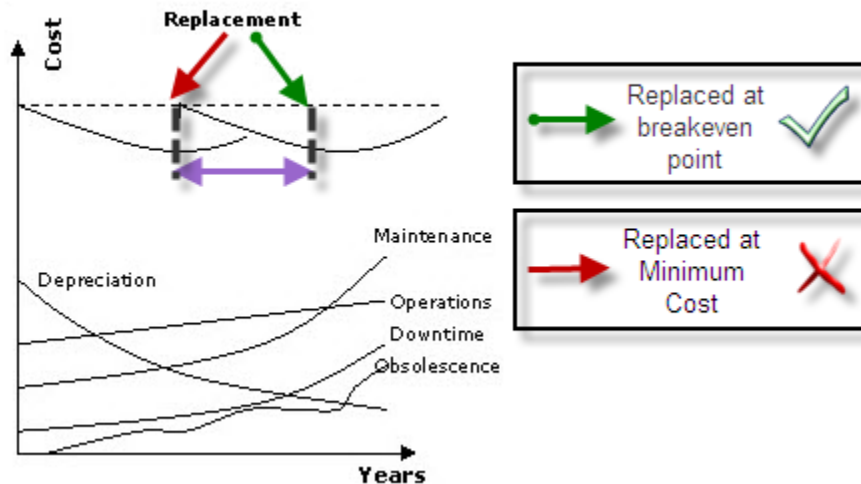 Replacement
Cost
Replaced at
breakeven
point
Replaced at
Minimum
Cost
Maintenance
Depreciation
Operations
Downtime
Obsolescence
Years